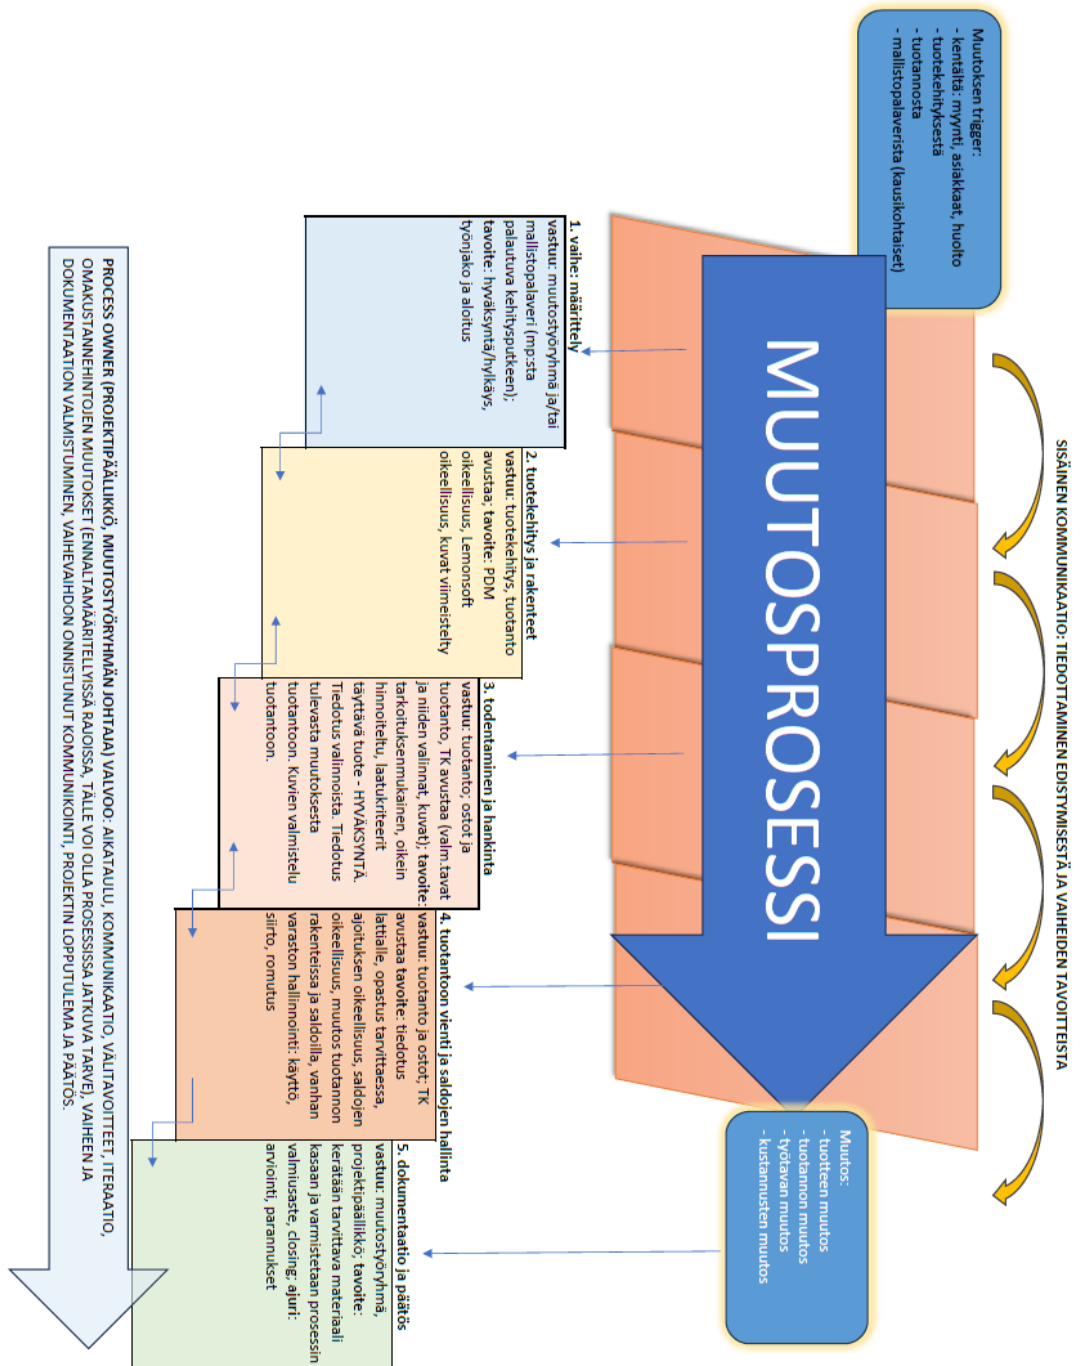 SISÄINEN KOMMUNIKAATIO: TIEDOTTAMINEN EDISTYMISESTÄ JA VAIHEIDEN TAVOITTEISTA
Muutoksen trigger:
- kentältä: myynti, asiakkaat, huolto
- tuotekehityksestä
- tuotannosta
- mallistopalaverista (kausikohtaiset)
MUUTOSPROSESSI
Muutos:
- tuotteen muutos
- tuotannon muutos
- työtavan muutos
- kustannusten muutos
1. vaihe: määrittely
vastuu: muutostyöryhmä ja/tai
mallistopalaveri (mp:sta
palautuva kehitysputkeen);
tavoite: hyväksyntä/hylkäys,
työnjako ja aloitus
2. tuotekehitys ja rakenteet
vastuu: tuotekehitys, tuotanto
avustaa; tavoite: PDM
oikeellisuus, Lemonsoft
oikeellisuus, kuvat viimeistelty
3. todentaminen ja hankinta
vastuu: tuotanto; ostot ja
tuotanto, TK avustaa (valm.tavat
ja niiden valinnat, kuvat); tavoite:
tarkoituksenmukainen, oikein
hinnoiteltu, laatukriteerit
täyttävä tuote - HYVÄKSYNTÄ.
Tiedotus valinnoista. Tiedotus
tulevasta muutoksesta
tuotantoon. Kuvien valmistelu
tuotantoon.
4. tuotantoon vienti ja saldojen hallinta
vastuu: tuotanto ja ostot; TK
avustaa tavoite: tiedotus
lattialle, opastus tarvittaessa,
ajoituksen oikeellisuus, saldojen
oikeellisuus, muutos tuotannon
rakenteissa ja saldoilla, vanhan
varaston hallinnointi: käyttö,
siirto, romutus
5. dokumentaatio ja päätös
vastuu: muutostyöryhmä,
projektipäällikkö; tavoite:
kerätään tarvittava materiaali
kasaan ja varmistetaan prosessin
valmiusaste, closing; ajuri:
arviointi, parannukset
PROCESS OWNER (PROJEKTIPÄÄLLIKKÖ, MUUTOSTYÖRYHMÄN JOHTAJA) VALVOO: AIKATAULU, KOMMUNIKAATIO, VÄLITAVOITTEET, ITERAATIO,
OMAKUSTANNEHINTOJEN MUUTOKSET (ENNALTAMÄÄRITELLYISSÄ RAJOISSA, TÄLLE VOI OLLA PROSESSISSA JATKUVA TARVE), VAIHEEN JA
DOKUMENTAATION VALMISTUMINEN, VAIHEVAIHDON ONNISTUNUT KOMMUNIKOINTI, PROJEKTIN LOPPUTULEMA JA PÄÄTÖS.